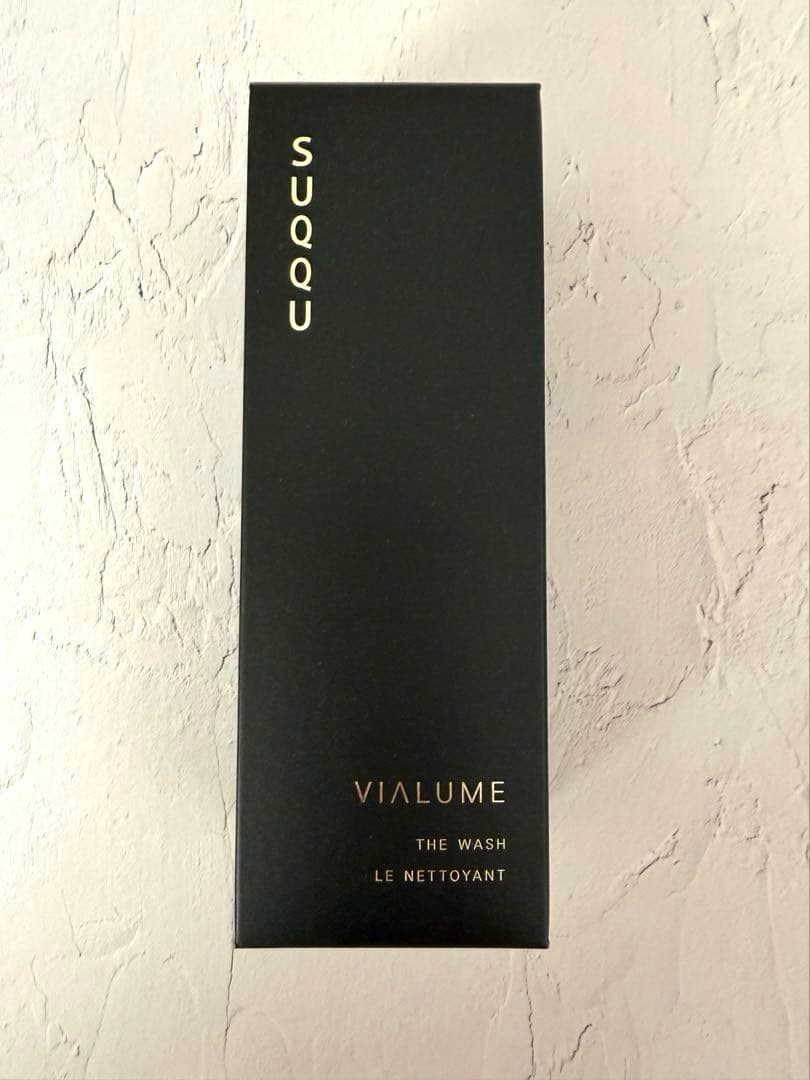 SUQQU
VIALUME
THE WASH
LE NETTOYANT